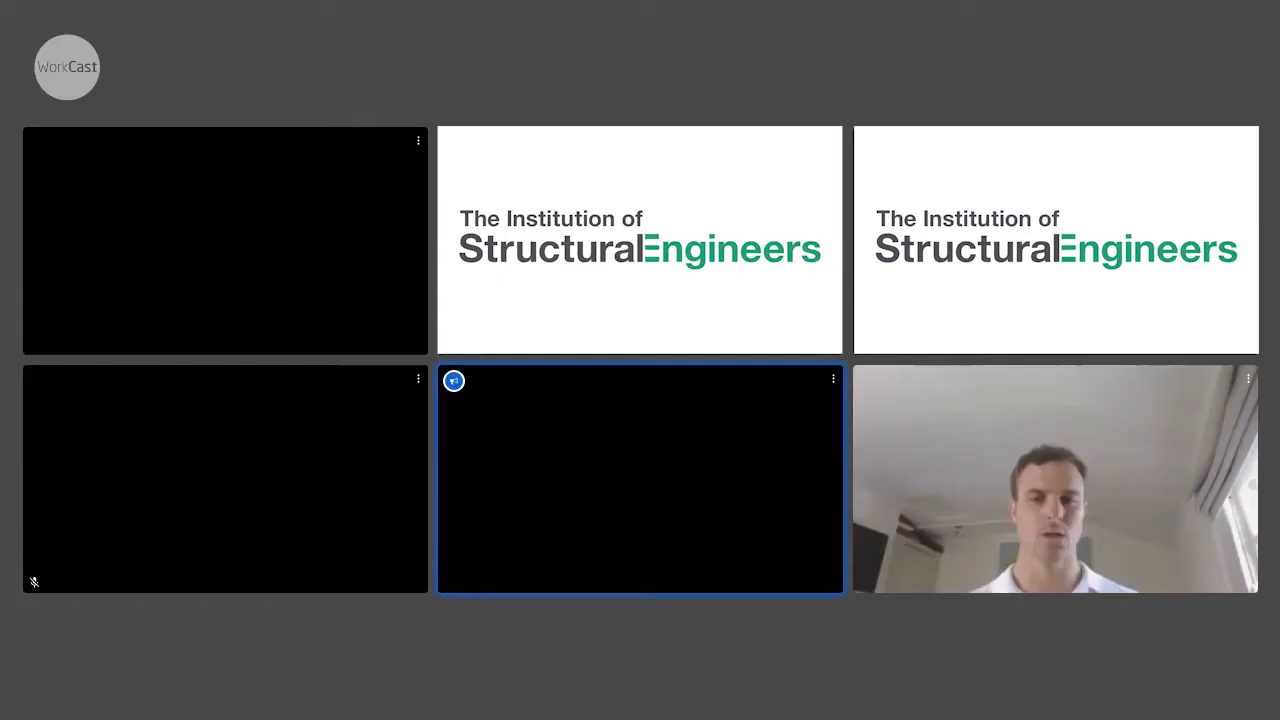 WorkCast
The Institution of
StructuralEngineers
The Institution of
StructuralEngineers